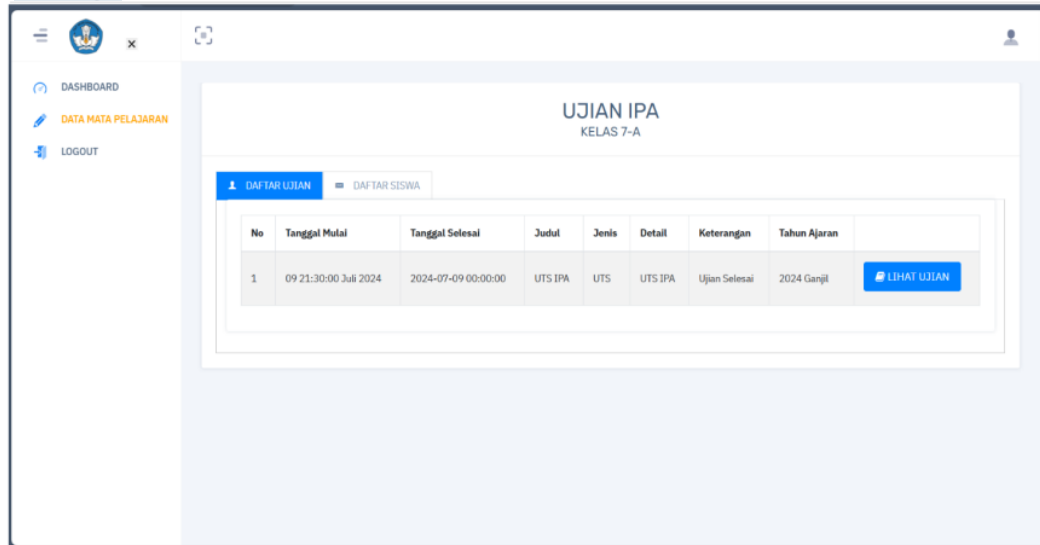 DASHBOARD
DATA MATA PELAJARAN
LOGOUT
UJIAN IPA
KELAS 7-A
DAFTAR UJIAN DAFTAR SISWA
No Tanggal Mulai Tanggal Selesai Judul Jenis Detail Keterangan Tahun Ajaran
1 09 21:30:00 Juli 2024 2024-07-09 00:00:00 UTS IPA UTS UTS IPA Ujian Selesai 2024 Ganjil LIHAT UJIAN